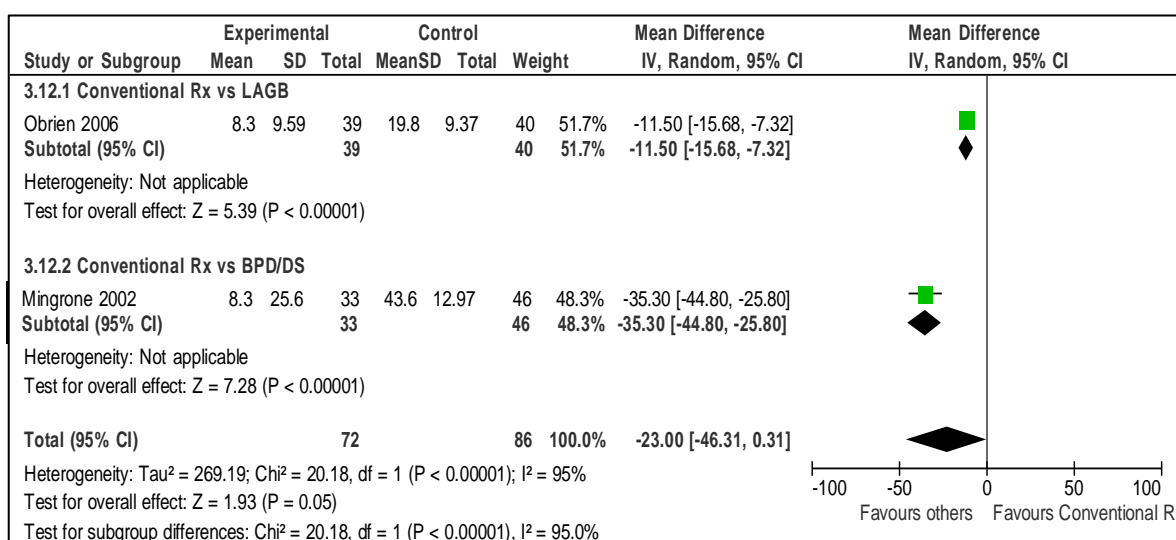 Experimental Control Mean Difference Mean Difference
Study or Subgroup Mean SD Total MeanSD Total Weight IV, Random, 95% CI IV, Random, 95% CI
3.12.1 Conventional Rx vs LAGB
Obrien 2006 8.3 9.59 39 19.8 9.37 40 51.7% -11.50 [-15.68, -7.32]
Subtotal (95% CI) 39 40 51.7% -11.50 [-15.68, -7.32]
Heterogeneity: Not applicable
Test for overall effect: Z = 5.39 (P < 0.00001)
3.12.2 Conventional Rx vs BPD/DS
Mingrone 2002 8.3 25.6 33 43.6 12.97 46 48.3% -35.30 [-44.80, -25.80]
Subtotal (95% CI) 33 46 48.3% -35.30 [-44.80, -25.80]
Heterogeneity: Not applicable
Test for overall effect: Z = 7.28 (P < 0.00001)
Total (95% CI) 72 86 100.0% -23.00 [-46.31, 0.31]
Heterogeneity: Tau² = 269.19; Chi² = 20.18, df = 1 (P < 0.00001); I² = 95%
Test for overall effect: Z = 1.93 (P = 0.05)
Test for subgroup differences: Chi² = 20.18, df = 1 (P < 0.00001), I² = 95.0%
-100 -50 0 50 100
Favours others Favours Conventional R